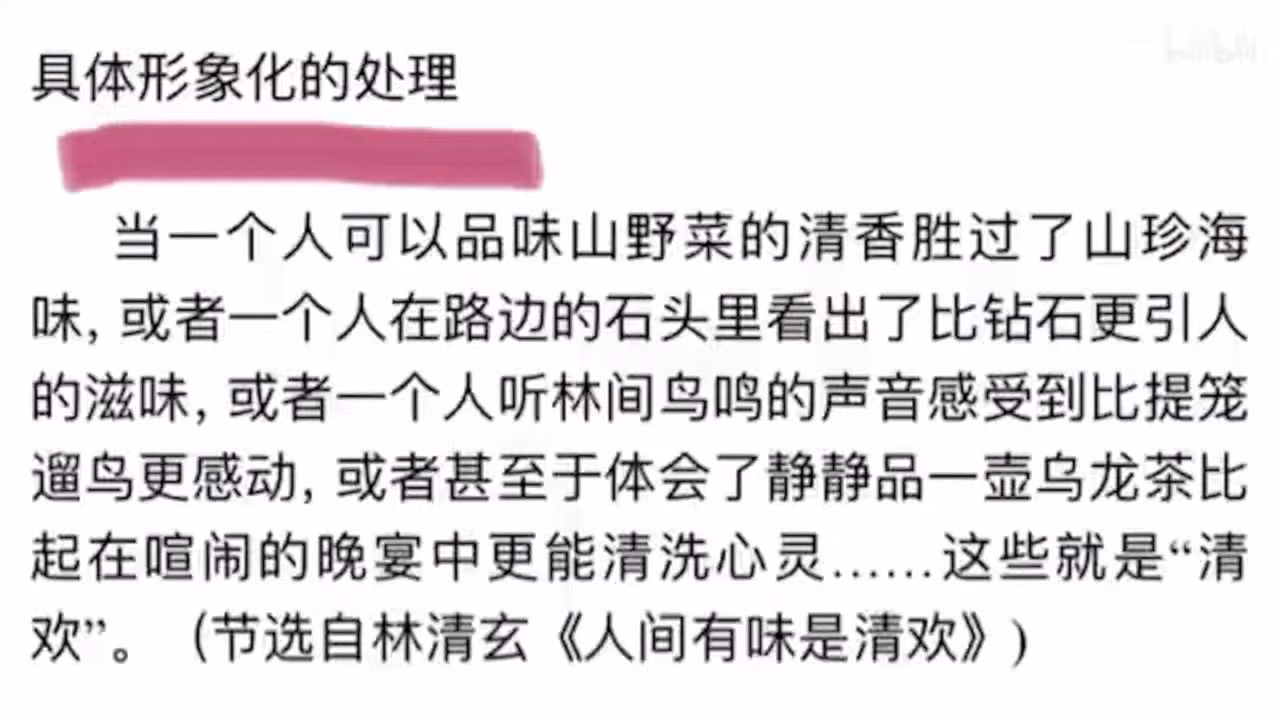 具体形象化的处理
当一个人可以品味山野菜的清香胜过了山珍海
味, 或者一个人在路边的石头里看出了比钻石更引人
的滋味, 或者一个人听林间鸟鸣的声音感受到比提笼
遛鸟更感动, 或者甚至于体会了静静品一壶乌龙茶比
起在喧闹的晚宴中更能清洗心灵……这些就是“清
欢”。（节选自林清玄《人间有味是清欢》)